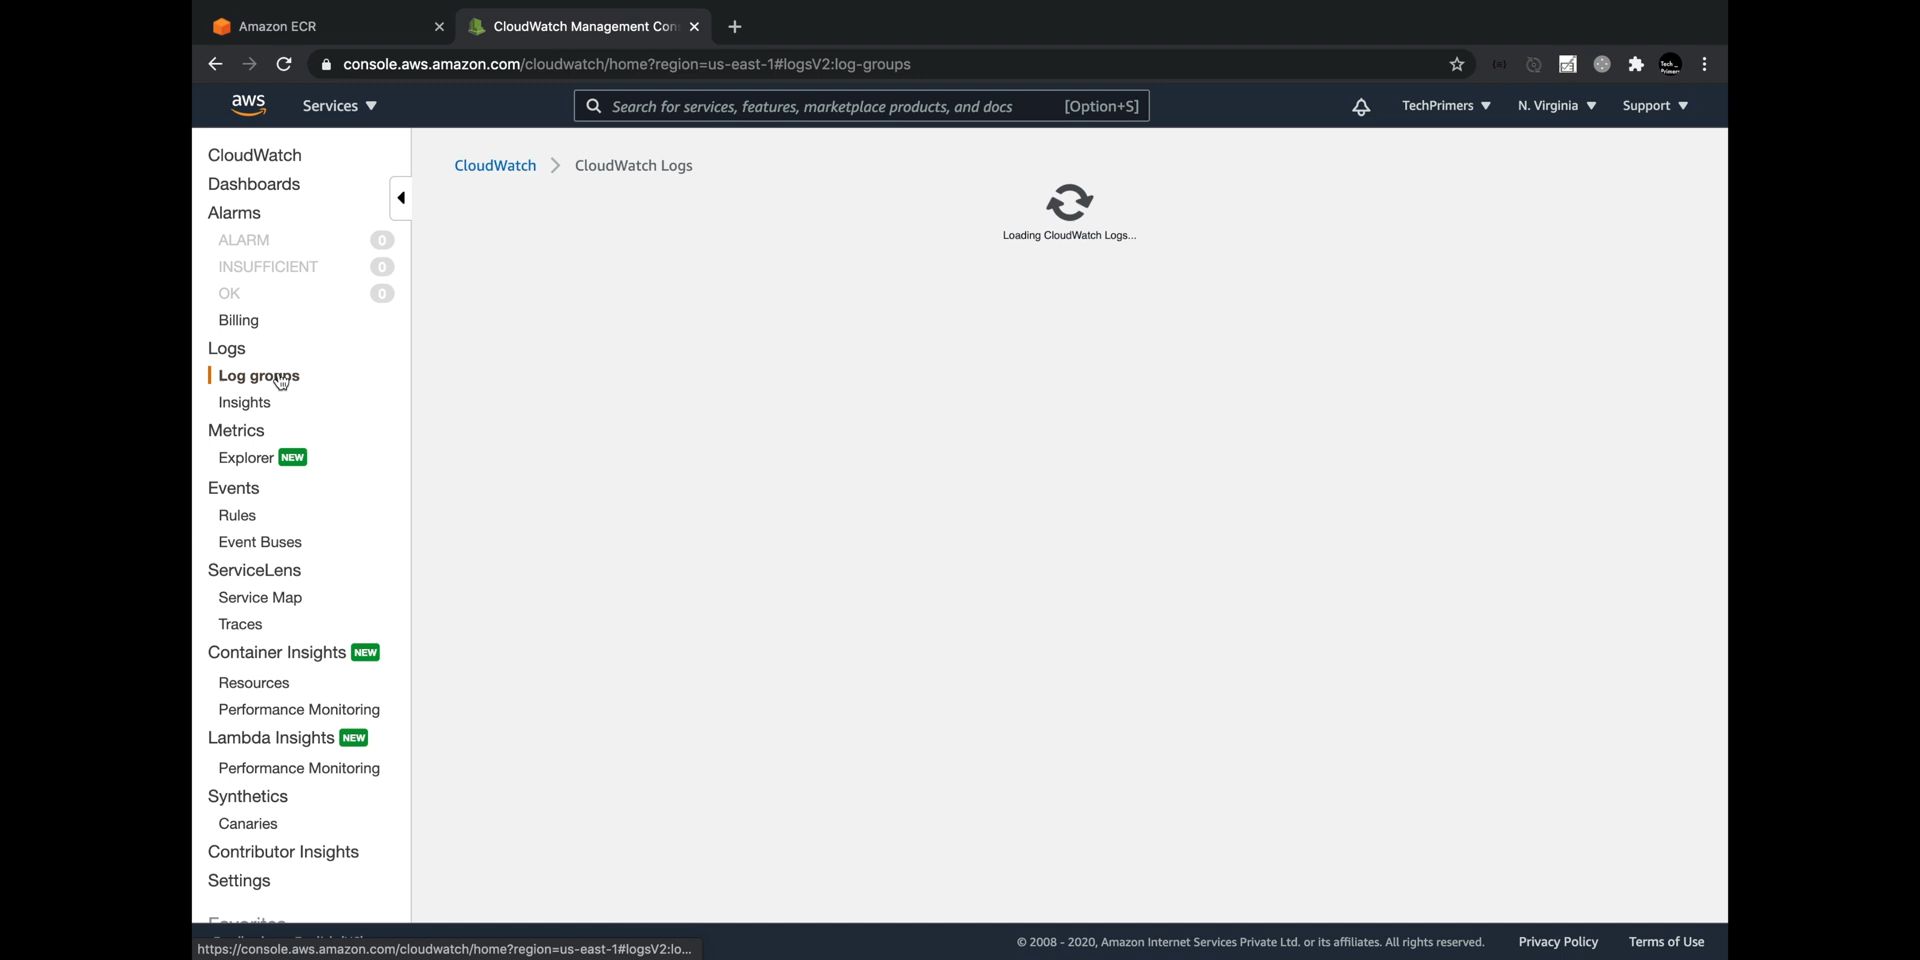 Amazon ECR
CloudWatch Management Con
console.aws.amazon.com/cloudwatch/home?region=us-east-1#logsV2:log-groups
Tech_
Primers
aws
Services
Search for services, features, marketplace products, and docs
[Option+S]
TechPrimers
N. Virginia
Support
CloudWatch
Dashboards
Alarms
ALARM 0
INSUFFICIENT 0
OK 0
Billing
Logs
Log groups
Insights
Metrics
Explorer NEW
Events
Rules
Event Buses
ServiceLens
Service Map
Traces
Container Insights NEW
Resources
Performance Monitoring
Lambda Insights NEW
Performance Monitoring
Synthetics
Canaries
Contributor Insights
Settings
Favorites
CloudWatch
CloudWatch Logs
Loading CloudWatch Logs...
https://console.aws.amazon.com/cloudwatch/home?region=us-east-1#logsV2:lo...
© 2008 - 2020, Amazon Internet Services Private Ltd. or its affiliates. All rights reserved.
Privacy Policy
Terms of Use